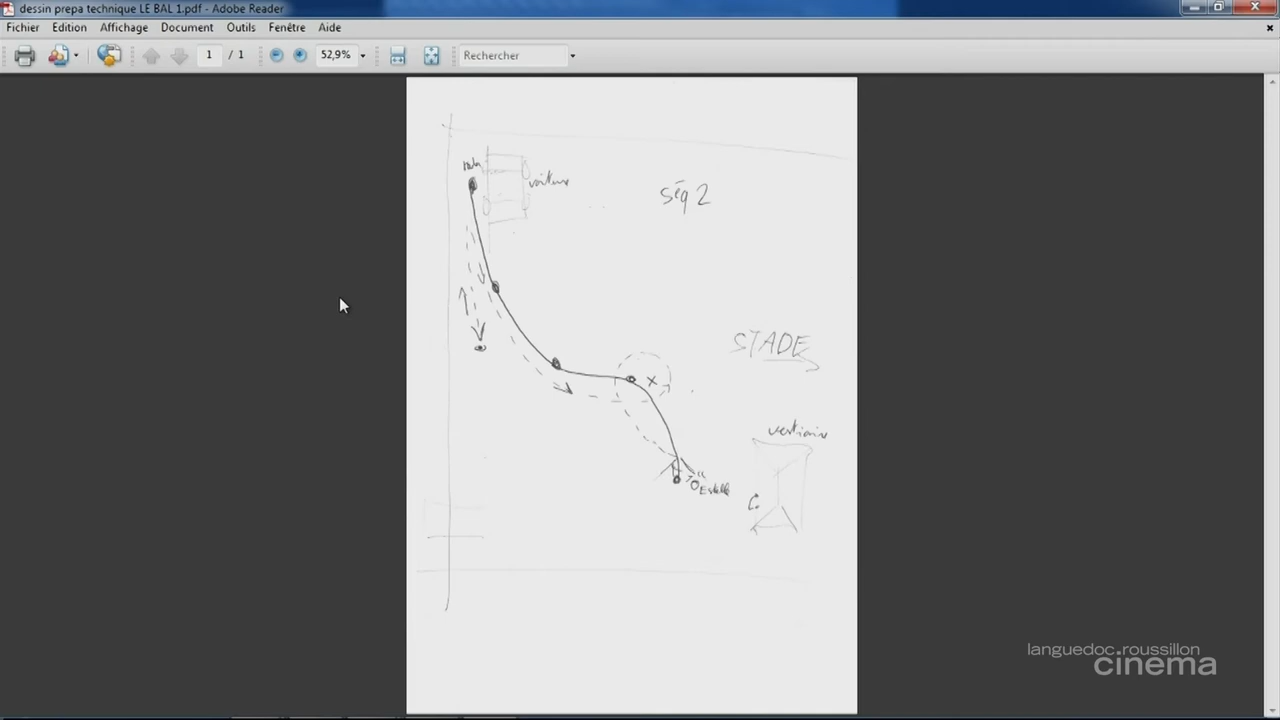 dessin prepa technique LE BAL 1.pdf - Adobe Reader
Fichier Edition Affichage Document Outils Fenêtre Aide
1 / 1 52,9% Rechercher
voiture
Séq 2
STADE
vestiaire
Estelle
languedoc.roussillon
cinema